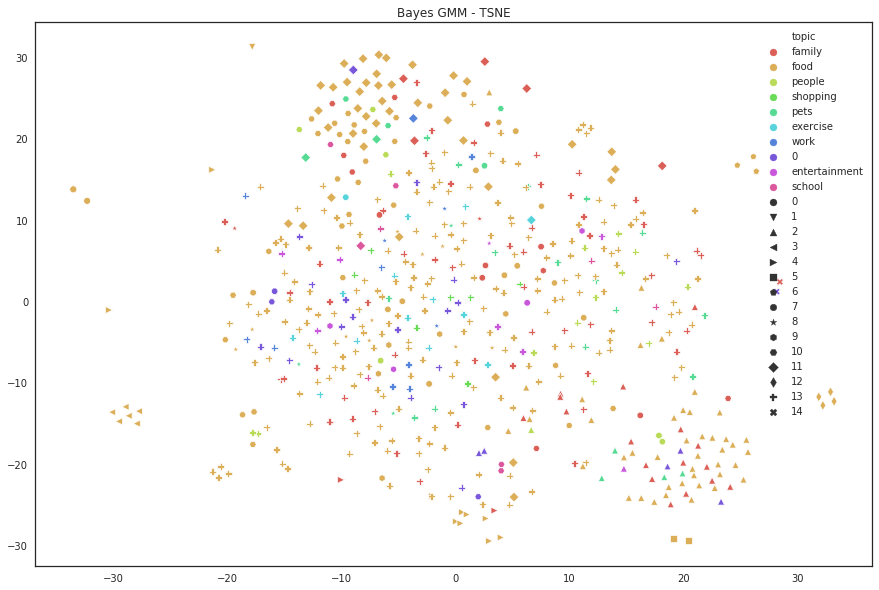 Bayes GMM - TSNE
topic
family
food
people
shopping
pets
exercise
work
0
entertainment
school
0
1
2
3
4
5
6
7
8
9
10
11
12
13
14
30
20
10
0
−10
−20
−30
−30
−20
−10
0
10
20
30